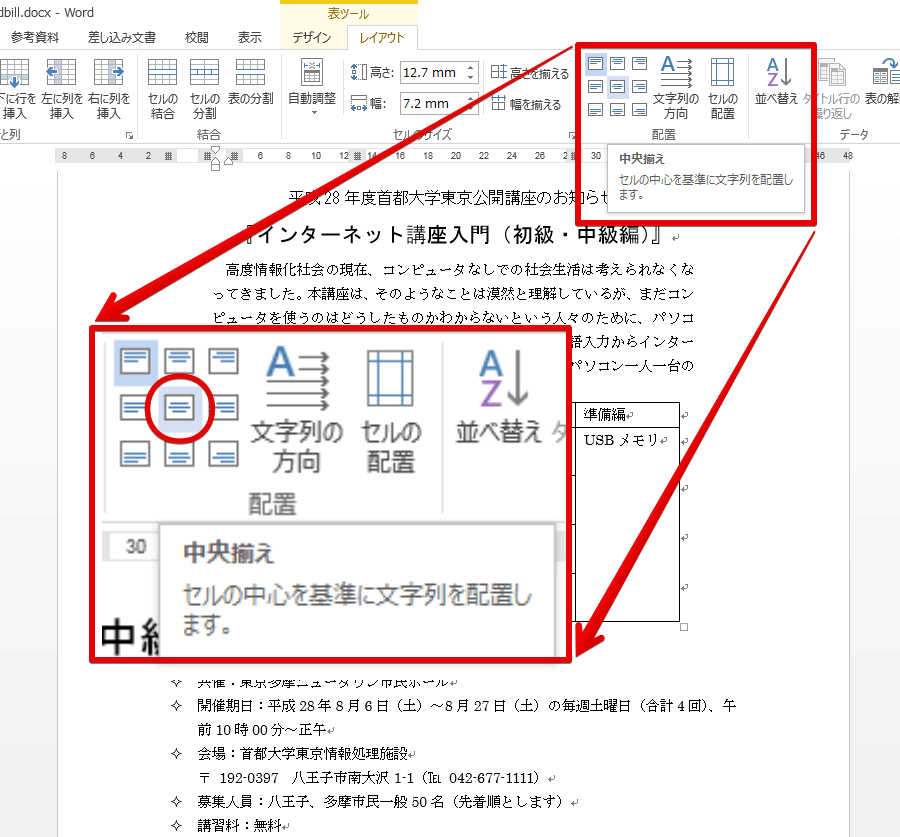 dbill.docx - Word
表ツール
参考資料 差し込み文書 校閲 表示 デザイン レイアウト
下に行を挿入
左に列を挿入
右に列を挿入
セルの結合
セルの分割
表の分割
自動調整
高さ: 12.7 mm
幅: 7.2 mm
高さを揃える
幅を揃える
文字列の方向
セルの配置
並べ替え
タイトル行の繰り返し
表の解
と列 結合 セルのサイズ 配置 データ
8 6 4 2 6 8 10 12 14 16 18 20 22 24 26 30 46 48
中央揃え
セルの中心を基準に文字列を配置し
ます。
平成 28 年度首都大学東京公開講座のお知らせ
『インターネット講座入門（初級・中級編）』
高度情報化社会の現在、コンピュータなしでの社会生活は考えられなくな
ってきました。本講座は、そのようなことは漠然と理解しているが、まだコン
ピュータを使うのはどうしたものかわからないという人々のために、パソコ
語入力からインター
パソコン一人一台の
準備編
USB メモリ
文字列の
方向
セルの
配置
並べ替え タ
配置
30
中央揃え
セルの中心を基準に文字列を配置し
ます。
中級
共催：東京多摩ニュータウン市民ホール
開催期日：平成 28 年 8 月 6 日（土）～8 月 27 日（土）の毎週土曜日（合計 4 回）、午
前 10 時 00 分～正午
会場：首都大学東京情報処理施設
〒 192-0397 八王子市南大沢 1-1（℡ 042-677-1111）
募集人員：八王子、多摩市民一般 50 名（先着順とします）
講習料：無料